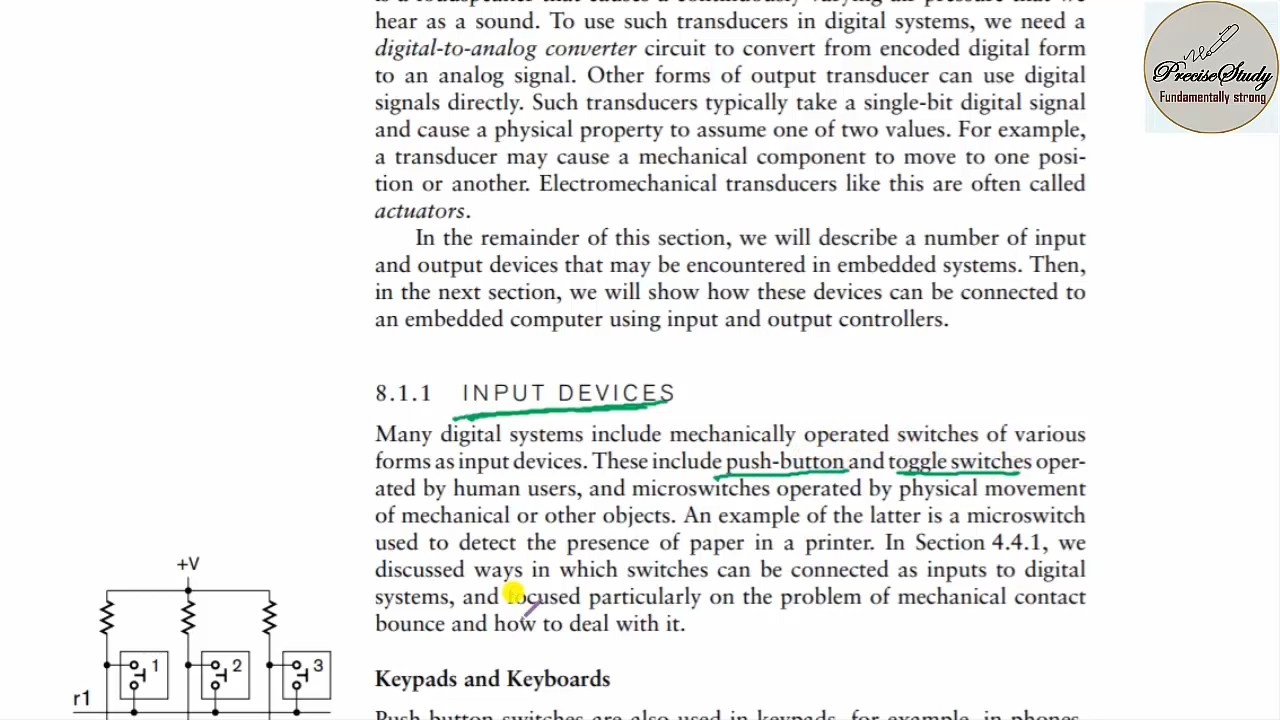 is a loudspeaker that causes a continuously varying air pressure that we
hear as a sound. To use such transducers in digital systems, we need a
digital-to-analog converter circuit to convert from encoded digital form
to an analog signal. Other forms of output transducer can use digital
signals directly. Such transducers typically take a single-bit digital signal
and cause a physical property to assume one of two values. For example,
a transducer may cause a mechanical component to move to one posi-
tion or another. Electromechanical transducers like this are often called
actuators.
In the remainder of this section, we will describe a number of input
and output devices that may be encountered in embedded systems. Then,
in the next section, we will show how these devices can be connected to
an embedded computer using input and output controllers.
8.1.1 INPUT DEVICES
Many digital systems include mechanically operated switches of various
forms as input devices. These include push-button and toggle switches oper-
ated by human users, and microswitches operated by physical movement
of mechanical or other objects. An example of the latter is a microswitch
used to detect the presence of paper in a printer. In Section 4.4.1, we
discussed ways in which switches can be connected as inputs to digital
systems, and focused particularly on the problem of mechanical contact
bounce and how to deal with it.
Keypads and Keyboards
Push-button switches are also used in keypads, for example, in phones,
+V
1 2 3
r1
PreciseStudy
Fundamentally strong